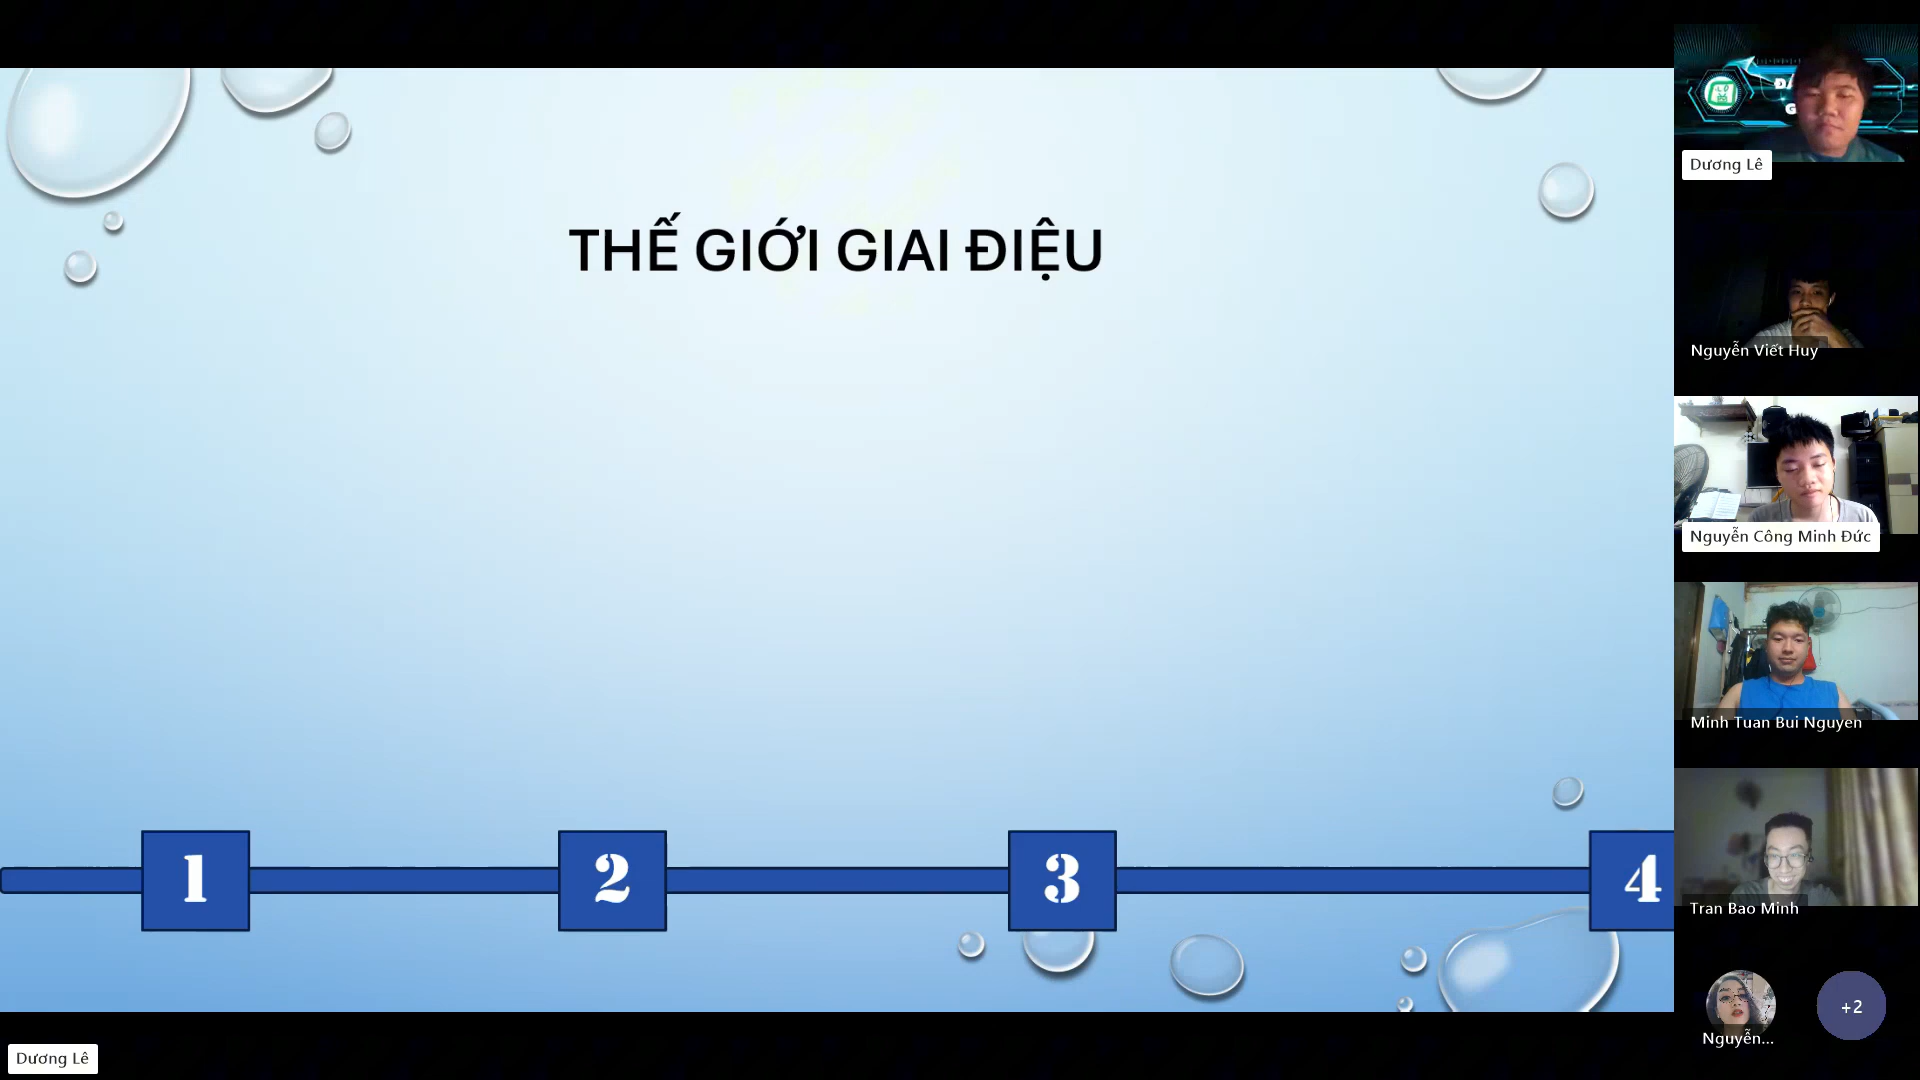 THẾ GIỚI GIAI ĐIỆU
1
2
3
4
Dương Lê
Nguyễn Viết Huy
Nguyễn Công Minh Đức
Minh Tuan Bui Nguyen
Tran Bao Minh
Nguyễn...
+2
Dương Lê